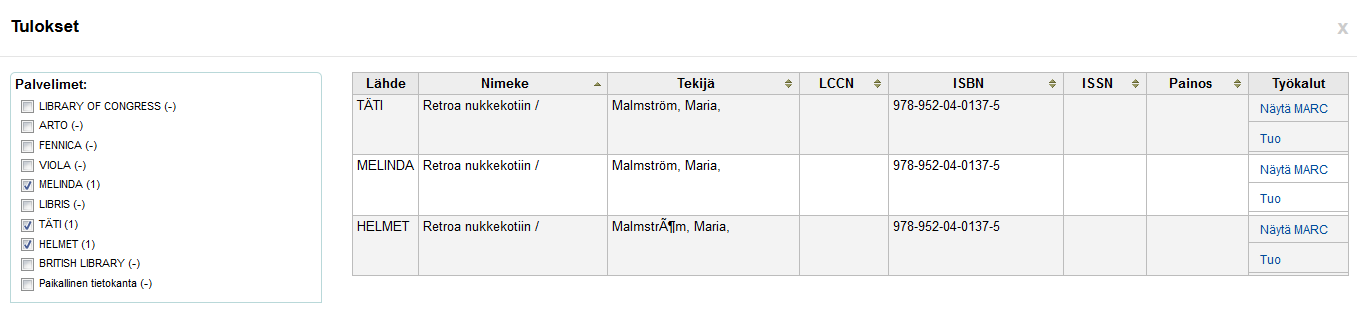 Tulokset
x
Palvelimet:
LIBRARY OF CONGRESS (-)
ARTO (-)
FENNICA (-)
VIOLA (-)
MELINDA (1)
LIBRIS (-)
TÄTI (1)
HELMET (1)
BRITISH LIBRARY (-)
Paikallinen tietokanta (-)
Lähde Nimeke Tekijä LCCN ISBN ISSN Painos Työkalut
TÄTI Retroa nukkekotiin / Malmström, Maria, 978-952-04-0137-5 Näytä MARC
Tuo
MELINDA Retroa nukkekotiin / Malmström, Maria, 978-952-04-0137-5 Näytä MARC
Tuo
HELMET Retroa nukkekotiin / MalmstrÃ¶m, Maria, 978-952-04-0137-5 Näytä MARC
Tuo